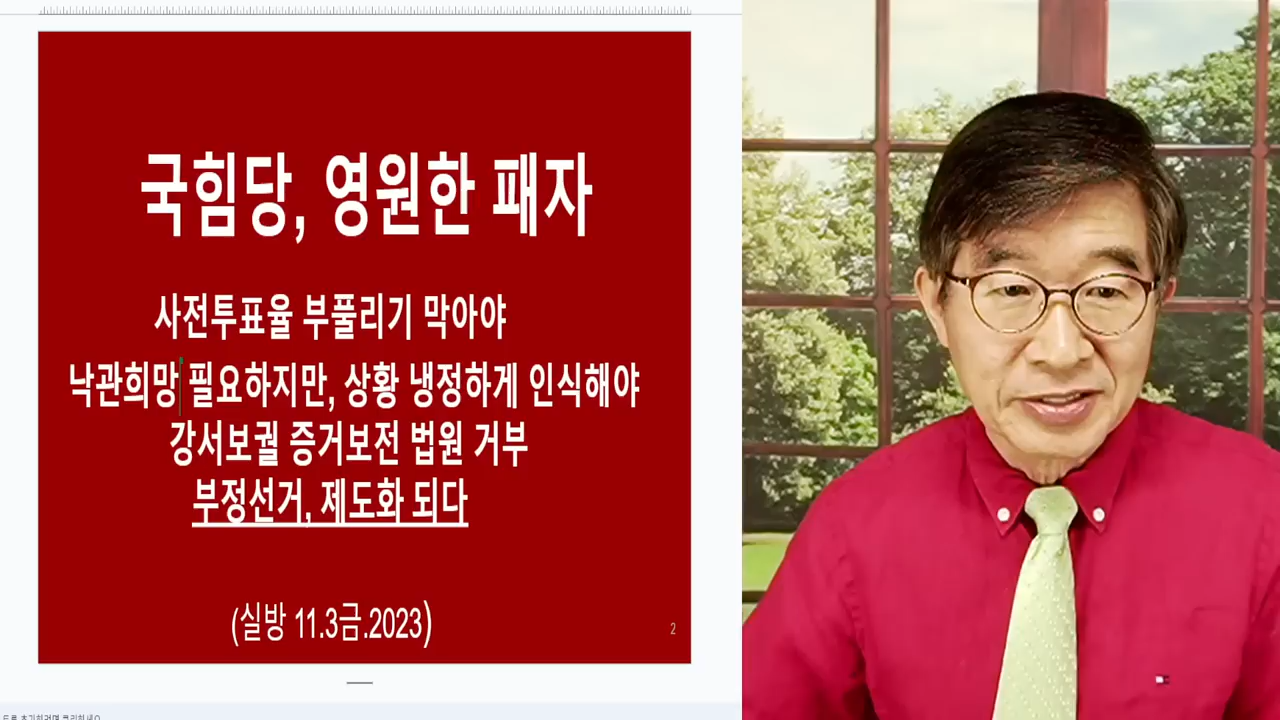 국힘당, 영원한 패자
사전투표율 부풀리기 막아야
낙관희망 필요하지만, 상황 냉정하게 인식해야
강서보궐 증거보전 법원 거부
부정선거, 제도화 되다
(실방 11.3금.2023)
2